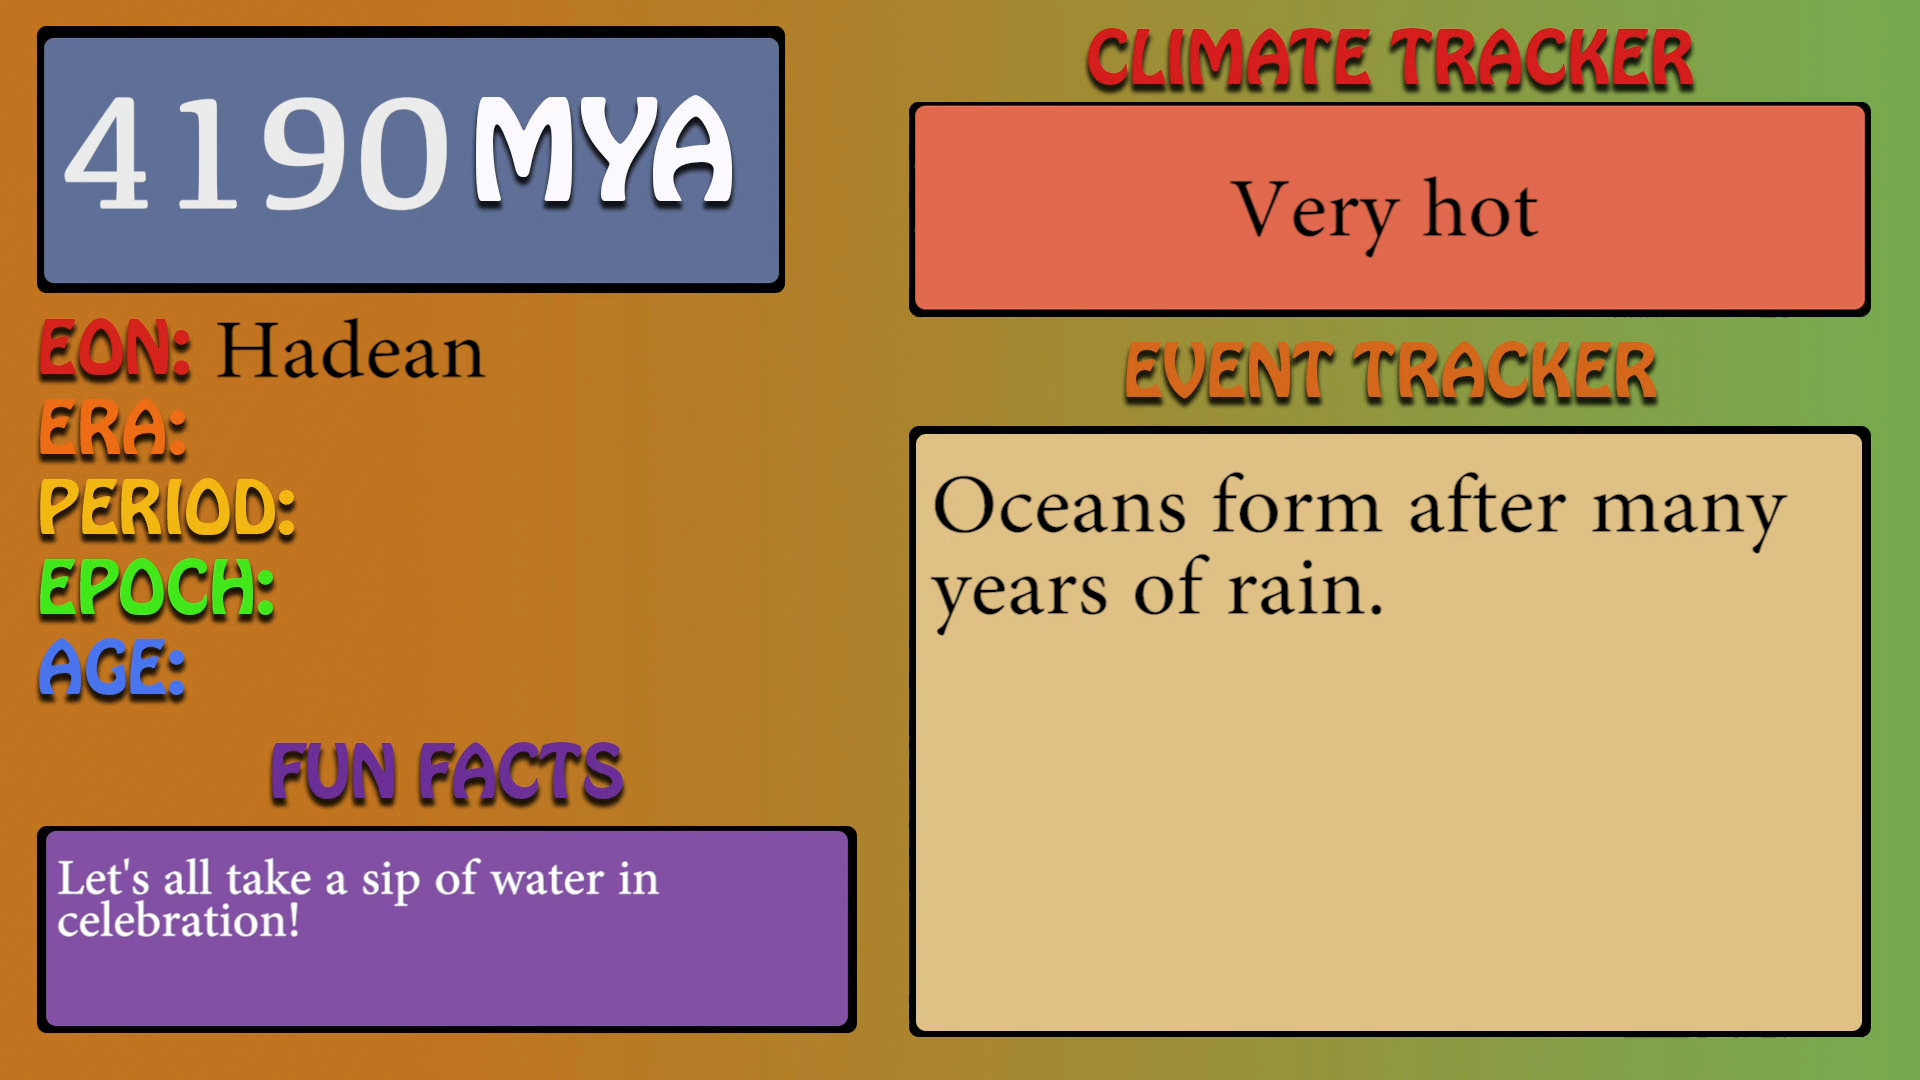 4190 MYA
EON: Hadean
ERA:
PERIOD:
EPOCH:
AGE:
FUN FACTS
Let's all take a sip of water in
celebration!
CLIMATE TRACKER
Very hot
EVENT TRACKER
Oceans form after many
years of rain.